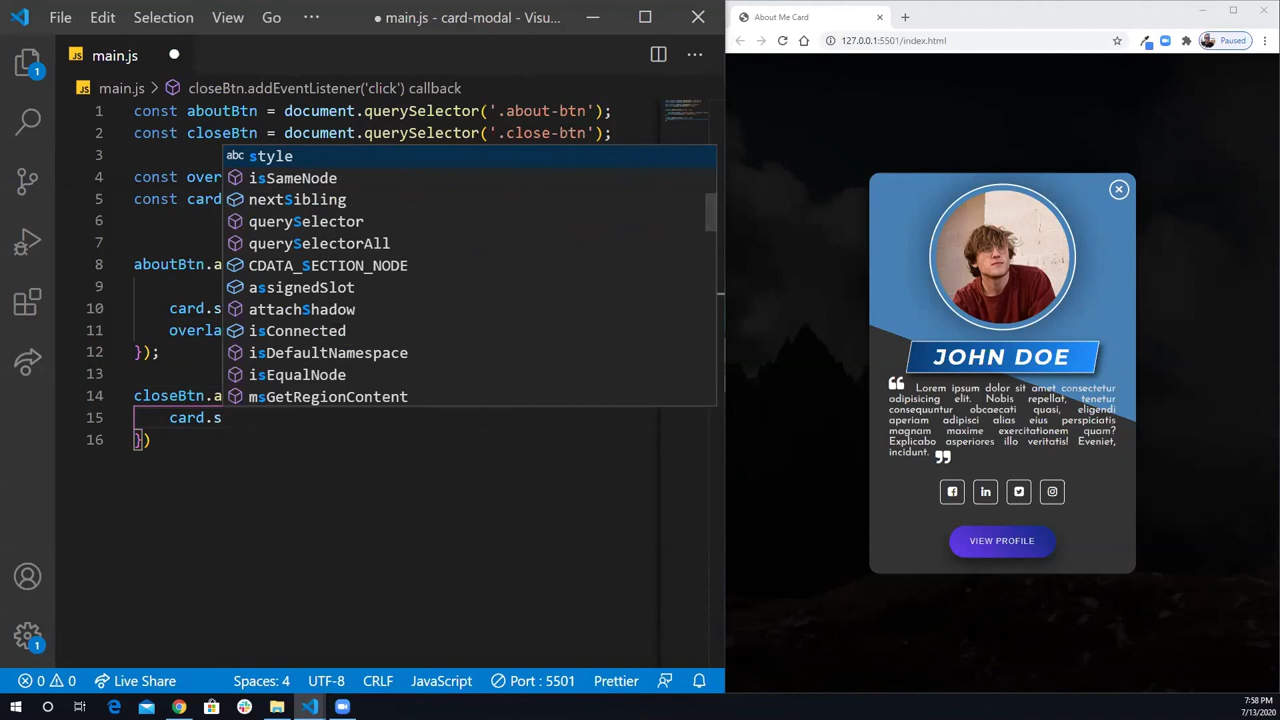 File Edit Selection View Go ··· ● main.js - card-modal - Visu...
JS main.js ●
main.js > closeBtn.addEventListener('click') callback
1 const aboutBtn = document.querySelector('.about-btn');
2 const closeBtn = document.querySelector('.close-btn');
3
4 const over
5 const card
6
7
8 aboutBtn.a
9
10 card.s
11 overla
12 });
13
14 closeBtn.a
15 card.s
16 })
abc style
isSameNode
nextSibling
querySelector
querySelectorAll
CDATA_SECTION_NODE
assignedSlot
attachShadow
isConnected
isDefaultNamespace
isEqualNode
msGetRegionContent
1
1
0 0 Live Share Spaces: 4 UTF-8 CRLF JavaScript Port : 5501 Prettier
About Me Card
127.0.0.1:5501/index.html
Paused
JOHN DOE
Lorem ipsum dolor sit amet consectetur
adipisicing elit. Nobis repellat, tenetur
consequuntur obcaecati quasi, eligendi
aperiam adipisci alias eius perspiciatis
magnam maxime exercitationem quam?
Explicabo asperiores illo veritatis! Eveniet,
incidunt.
VIEW PROFILE
7:58 PM
7/13/2020